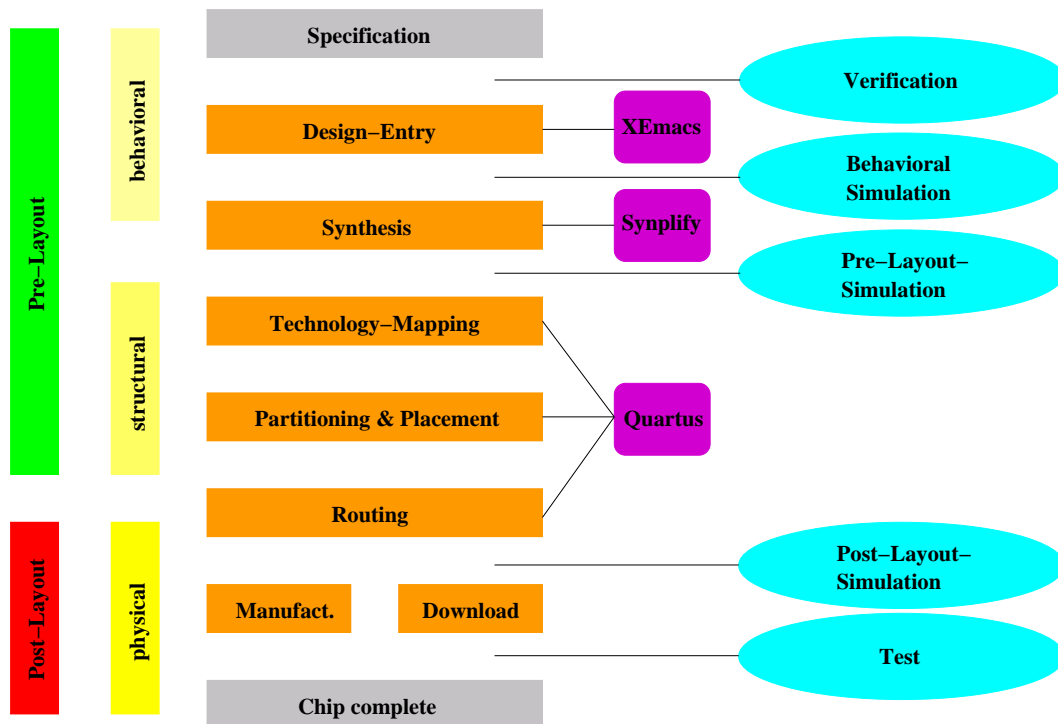 Specification
Verification
Design−Entry
XEmacs
Behavioral
Simulation
Synthesis
Synplify
Pre−Layout−
Simulation
Technology−Mapping
Partitioning & Placement
Quartus
Routing
Post−Layout−
Simulation
Manufact.
Download
Test
Chip complete
Pre−Layout
behavioral
structural
Post−Layout
physical